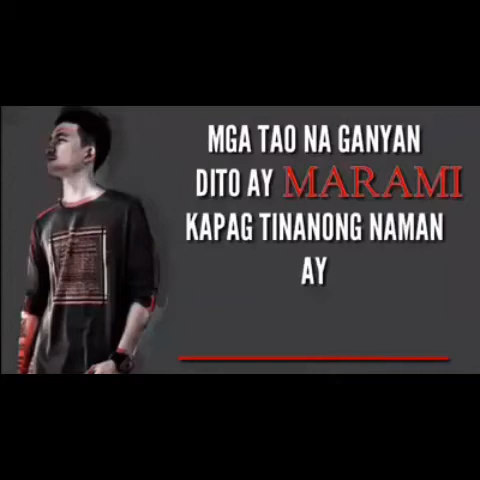 MGA TAO NA GANYAN
DITO AY MARAMI
KAPAG TINANONG NAMAN
AY